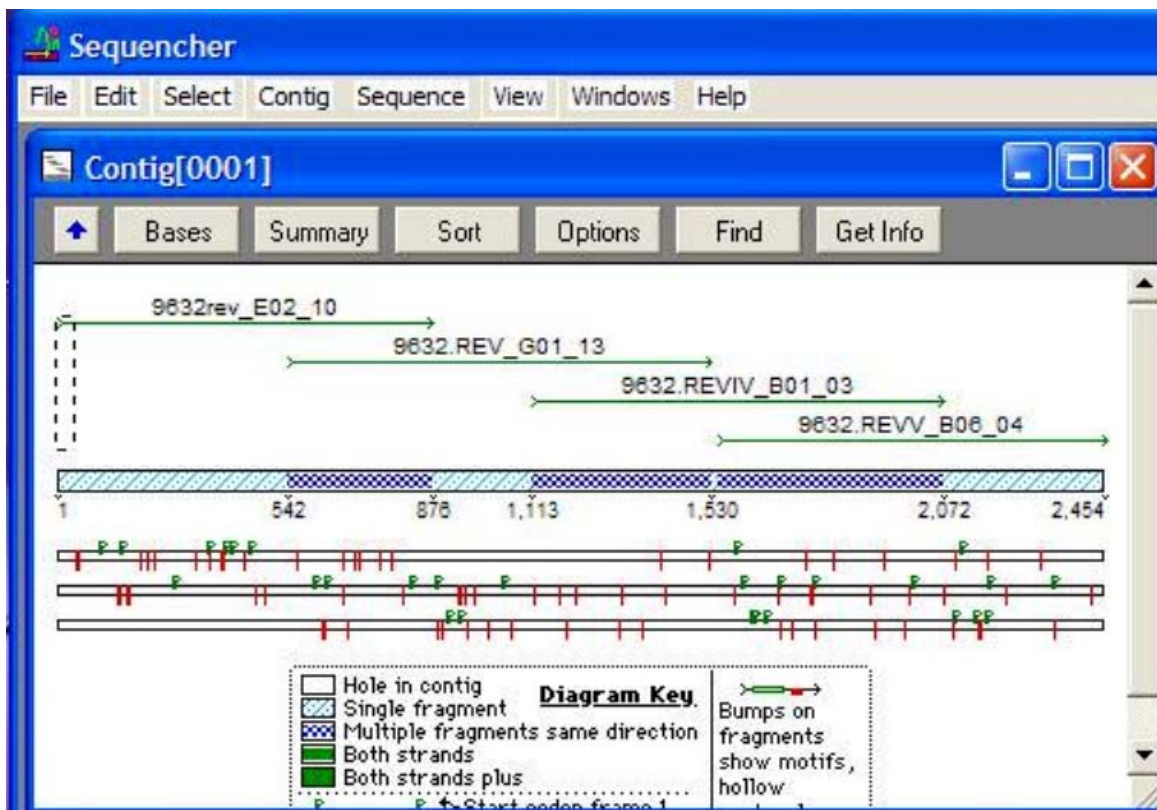 Sequencher
File Edit Select Contig Sequence View Windows Help
Contig[0001]
Bases Summary Sort Options Find Get Info
9632rev_E02_10
9632.REV_G01_13
9632.REVIV_B01_03
9632.REVV_B06_04
1 542 876 1,113 1,530 2,072 2,454
Diagram Key
Hole in contig
Single fragment
Multiple fragments same direction
Both strands
Both strands plus
Start codon frame 1
Bumps on
fragments
show motifs,
hollow